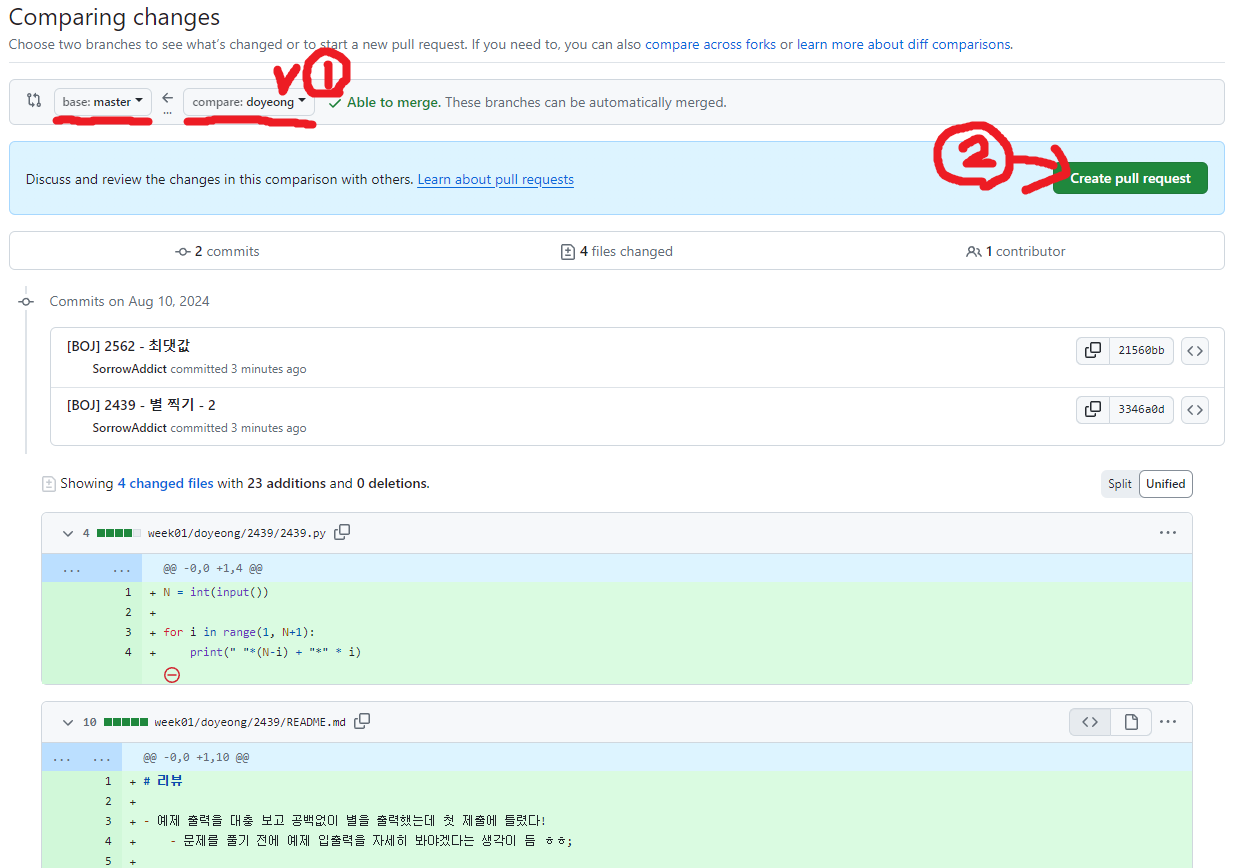 Comparing changes
Choose two branches to see what's changed or to start a new pull request. If you need to, you can also compare across forks or learn more about diff comparisons.
① 
base: master ← ... compare: doyeong ✓ Able to merge. These branches can be automatically merged.
②
Discuss and review the changes in this comparison with others. Learn about pull requests Create pull request
2 commits 4 files changed 1 contributor
Commits on Aug 10, 2024
[BOJ] 2562 - 최댓값
21560bb
SorrowAddict committed 3 minutes ago
[BOJ] 2439 - 별 찍기 - 2
3346a0d
SorrowAddict committed 3 minutes ago
Showing 4 changed files with 23 additions and 0 deletions. Split Unified
4 week01/doyeong/2439/2439.py ...
... ... @@ -0,0 +1,4 @@
1 + N = int(input())
2 +
3 + for i in range(1, N+1):
4 + print(" "*(N-i) + "*" * i)
10 week01/doyeong/2439/README.md <> ...
... ... @@ -0,0 +1,10 @@
1 + # 리뷰
2 +
3 + - 예제 출력을 대충 보고 공백없이 별을 출력했는데 첫 제출에 틀렸다!
4 + - 문제를 풀기 전에 예제 입출력을 자세히 봐야겠다는 생각이 듬 ㅎㅎ;
5 +